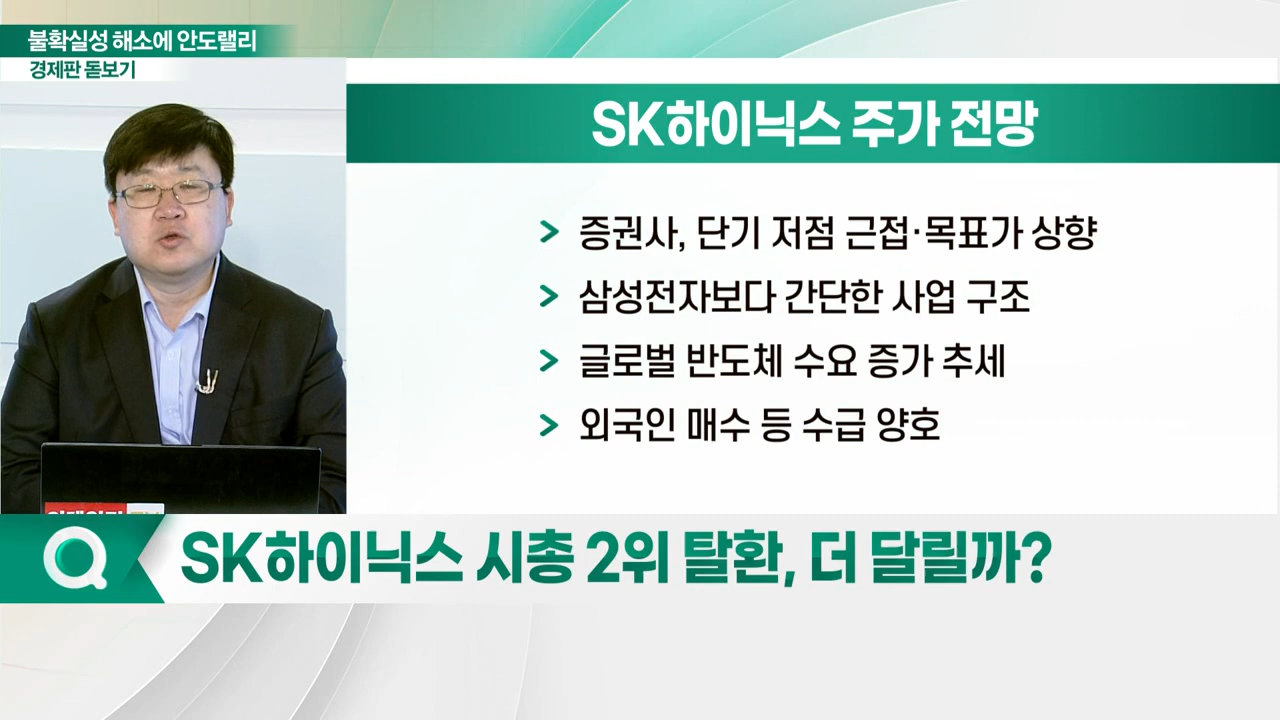 불확실성 해소에 안도랠리
경제판 돋보기
SK하이닉스 주가 전망
> 증권사, 단기 저점 근접·목표가 상향
> 삼성전자보다 간단한 사업 구조
> 글로벌 반도체 수요 증가 추세
> 외국인 매수 등 수급 양호
SK하이닉스 시총 2위 탈환, 더 달릴까?